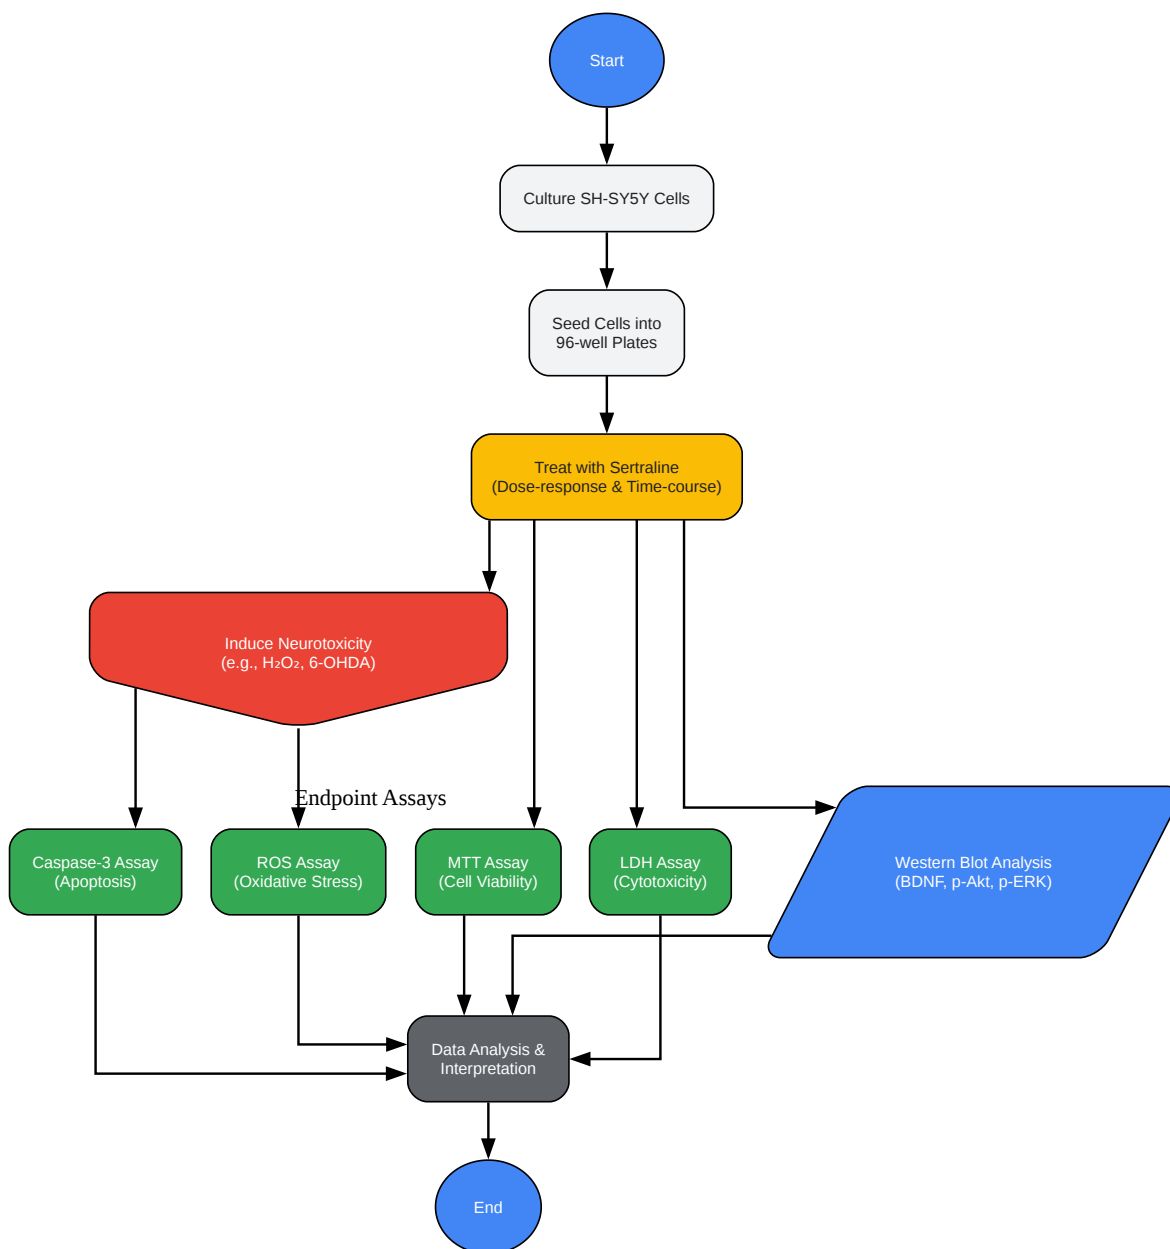 Start
Culture SH-SY5Y Cells
Seed Cells into
96-well Plates
Treat with Sertraline
(Dose-response & Time-course)
Induce Neurotoxicity
(e.g., H₂O₂, 6-OHDA)
Endpoint Assays
Caspase-3 Assay
(Apoptosis)
ROS Assay
(Oxidative Stress)
MTT Assay
(Cell Viability)
LDH Assay
(Cytotoxicity)
Western Blot Analysis
(BDNF, p-Akt, p-ERK)
Data Analysis &
Interpretation
End